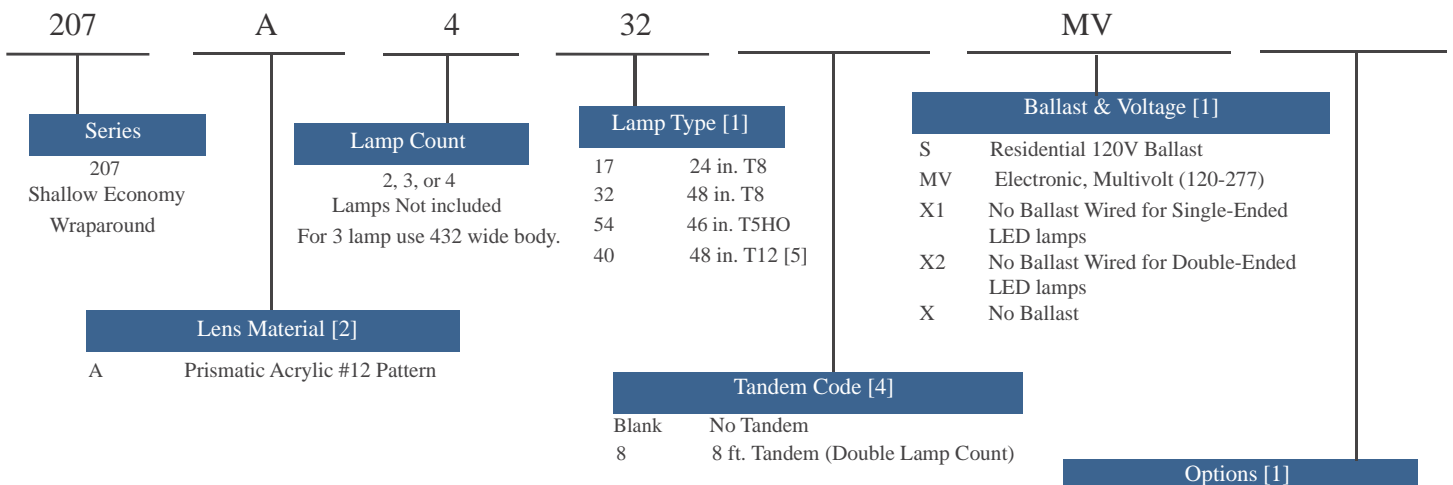 207 A 4 32 MV
Series
207
Shallow Economy
Wraparound
Lens Material [2]
A Prismatic Acrylic #12 Pattern
Lamp Count
2, 3, or 4
Lamps Not included
For 3 lamp use 432 wide body.
Lamp Type [1]
17 24 in. T8
32 48 in. T8
54 46 in. T5HO
40 48 in. T12 [5]
Tandem Code [4]
Blank No Tandem
8 8 ft. Tandem (Double Lamp Count)
Ballast & Voltage [1]
S Residential 120V Ballast
MV Electronic, Multivolt (120-277)
X1 No Ballast Wired for Single-Ended
LED lamps
X2 No Ballast Wired for Double-Ended
LED lamps
X No Ballast
Options [1]